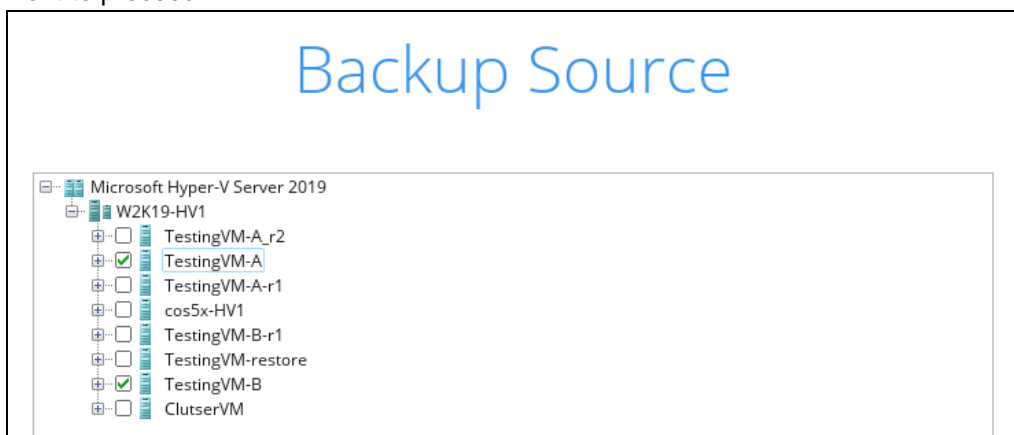 Backup Source
Microsoft Hyper-V Server 2019
W2K19-HV1
TestingVM-A_r2
TestingVM-A
TestingVM-A-r1
cos5x-HV1
TestingVM-B-r1
TestingVM-restore
TestingVM-B
ClutserVM